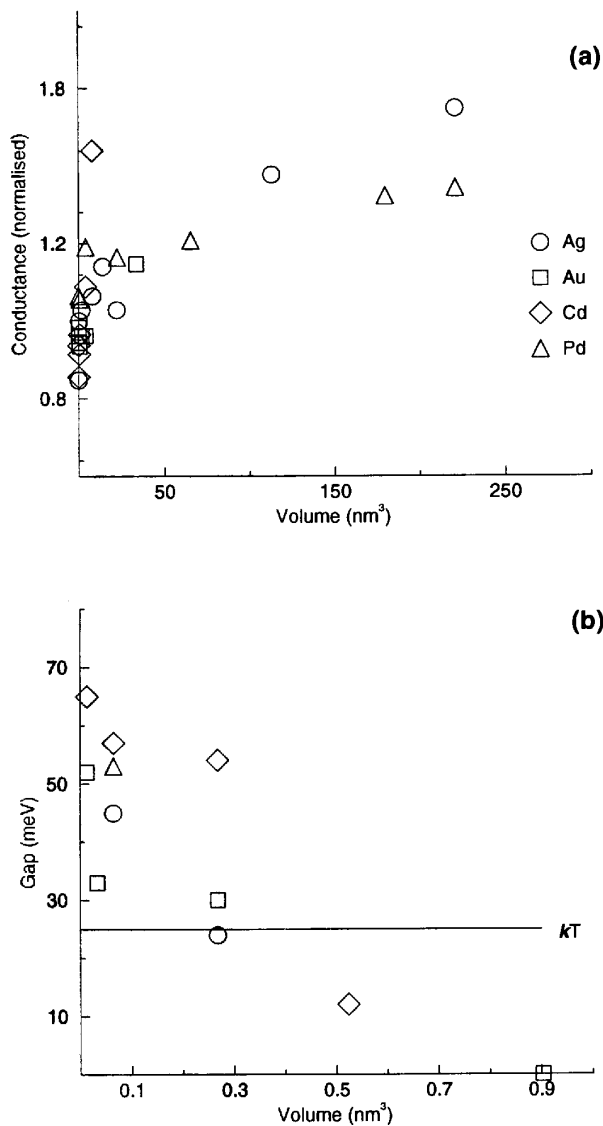 (a)
1.8
1.2
0.8
Conductance (normalised)
Ag
Au
Cd
Pd
50
150
250
Volume (nm³)
(b)
70
50
30
10
Gap (meV)
kT
0.1
0.3
0.5
0.7
0.9
Volume (nm³)